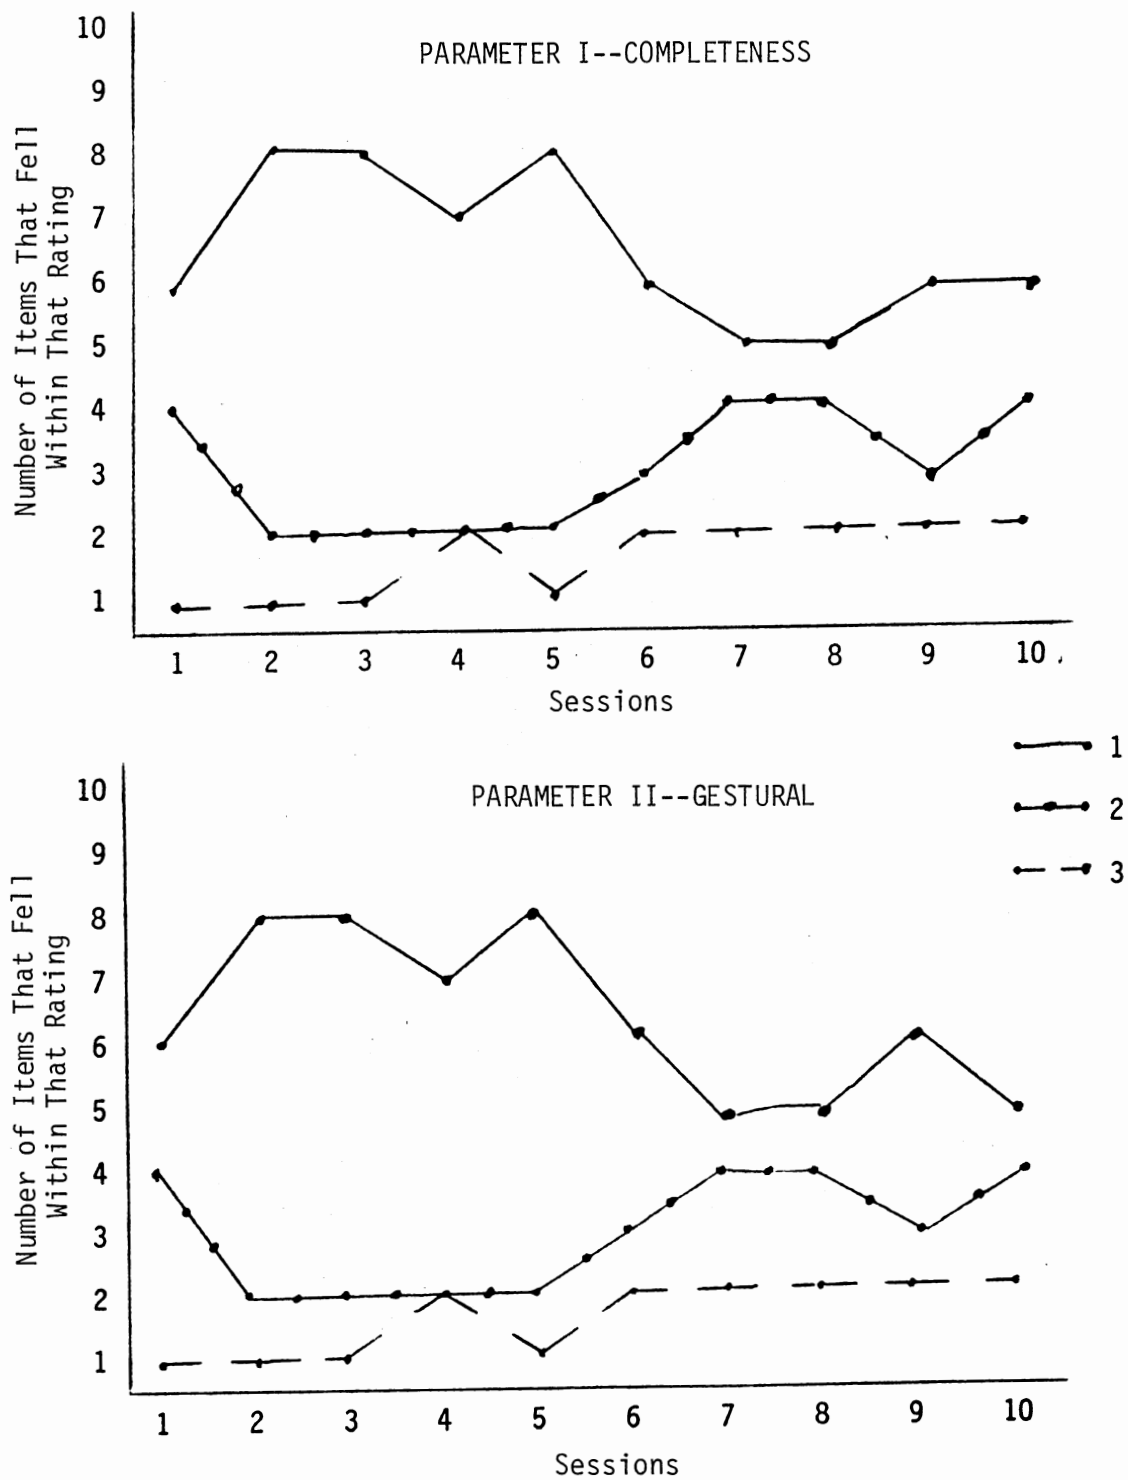 PARAMETER I--COMPLETENESS
Number of Items That Fell
Within That Rating
10
9
8
7
6
5
4
3
2
1
1 2 3 4 5 6 7 8 9 10
Sessions
1
2
3
PARAMETER II--GESTURAL
Number of Items That Fell
Within That Rating
10
9
8
7
6
5
4
3
2
1
1 2 3 4 5 6 7 8 9 10
Sessions